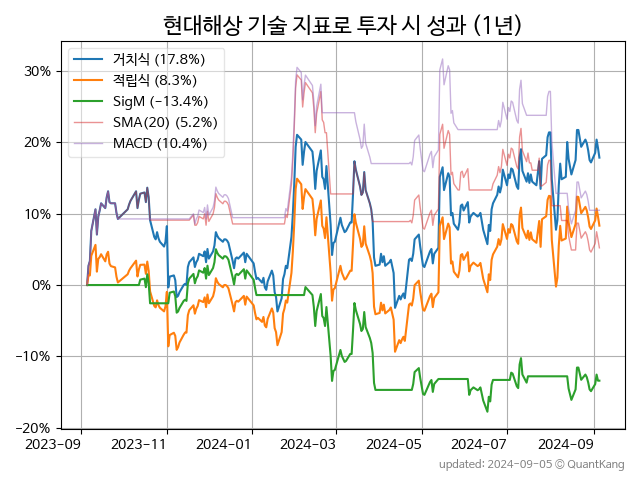 현대해상 기술 지표로 투자 시 성과 (1년)
거치식 (17.8%)
적립식 (8.3%)
SigM (−13.4%)
SMA(20) (5.2%)
MACD (10.4%)
30%
20%
10%
0%
−10%
−20%
2023-09 2023-11 2024-01 2024-03 2024-05 2024-07 2024-09
updated: 2024-09-05 © QuantKang